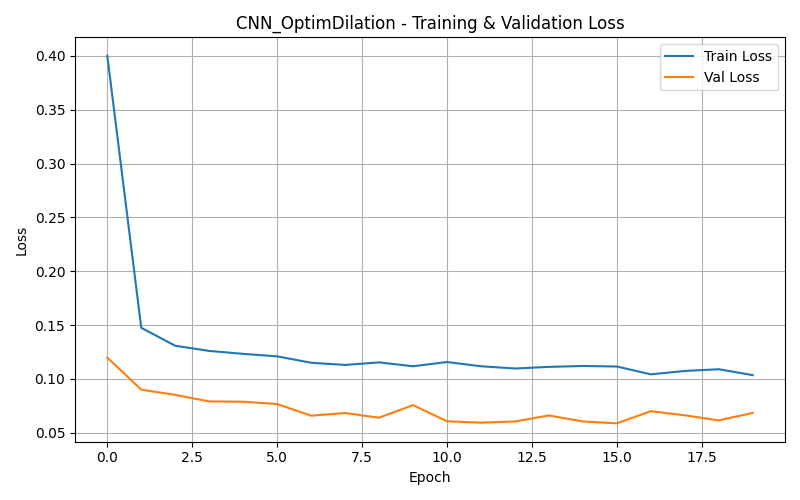 CNN_OptimDilation - Training & Validation Loss
Train Loss
Val Loss
0.40
0.35
0.30
0.25
0.20
0.15
0.10
0.05
Loss
0.0 2.5 5.0 7.5 10.0 12.5 15.0 17.5
Epoch